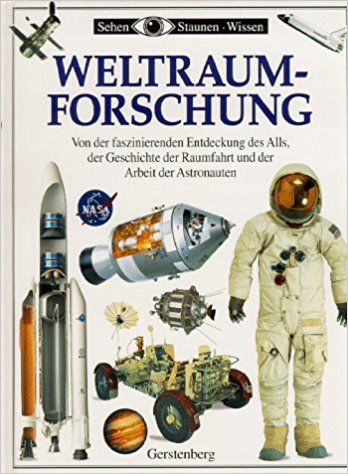 Sehen Staunen · Wissen
WELTRAUM-
FORSCHUNG
Von der faszinierenden Entdeckung des Alls,
der Geschichte der Raumfahrt und der
Arbeit der Astronauten
NASA
Gerstenberg